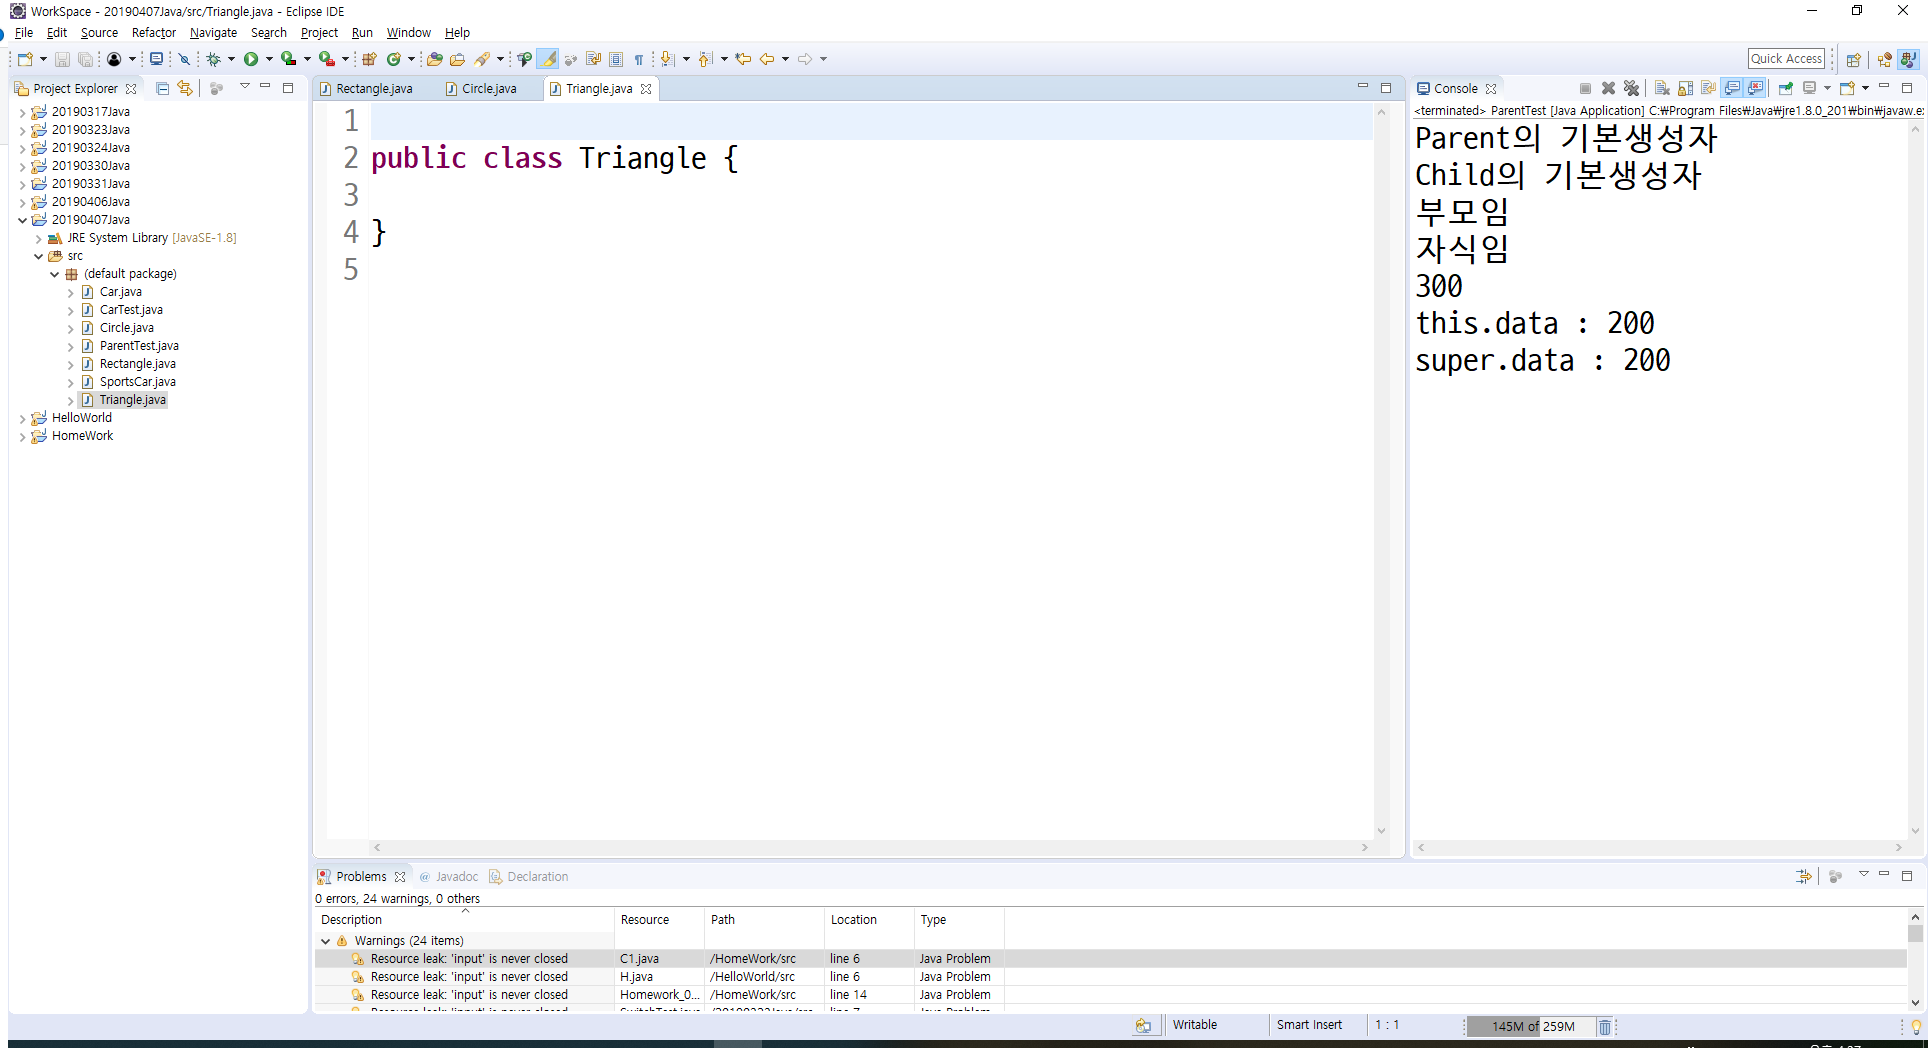 WorkSpace - 20190407Java/src/Triangle.java - Eclipse IDE
File Edit Source Refactor Navigate Search Project Run Window Help
Quick Access
Project Explorer
20190317Java
20190323Java
20190324Java
20190330Java
20190331Java
20190406Java
20190407Java
JRE System Library [JavaSE-1.8]
src
(default package)
Car.java
CarTest.java
Circle.java
ParentTest.java
Rectangle.java
SportsCar.java
Triangle.java
HelloWorld
HomeWork
Rectangle.java Circle.java Triangle.java
1
2 public class Triangle {
3
4 }
5
Console
<terminated> ParentTest [Java Application] C:₩Program Files₩Java₩jre1.8.0_201₩bin₩javaw.e
Parent의 기본생성자
Child의 기본생성자
부모임
자식임
300
this.data : 200
super.data : 200
Problems @ Javadoc Declaration
0 errors, 24 warnings, 0 others
Description Resource Path Location Type
Warnings (24 items)
Resource leak: 'input' is never closed C1.java /HomeWork/src line 6 Java Problem
Resource leak: 'input' is never closed H.java /HelloWorld/src line 6 Java Problem
Resource leak: 'input' is never closed Homework_0... /HomeWork/src line 14 Java Problem
Writable Smart Insert 1 : 1 145M of 259M